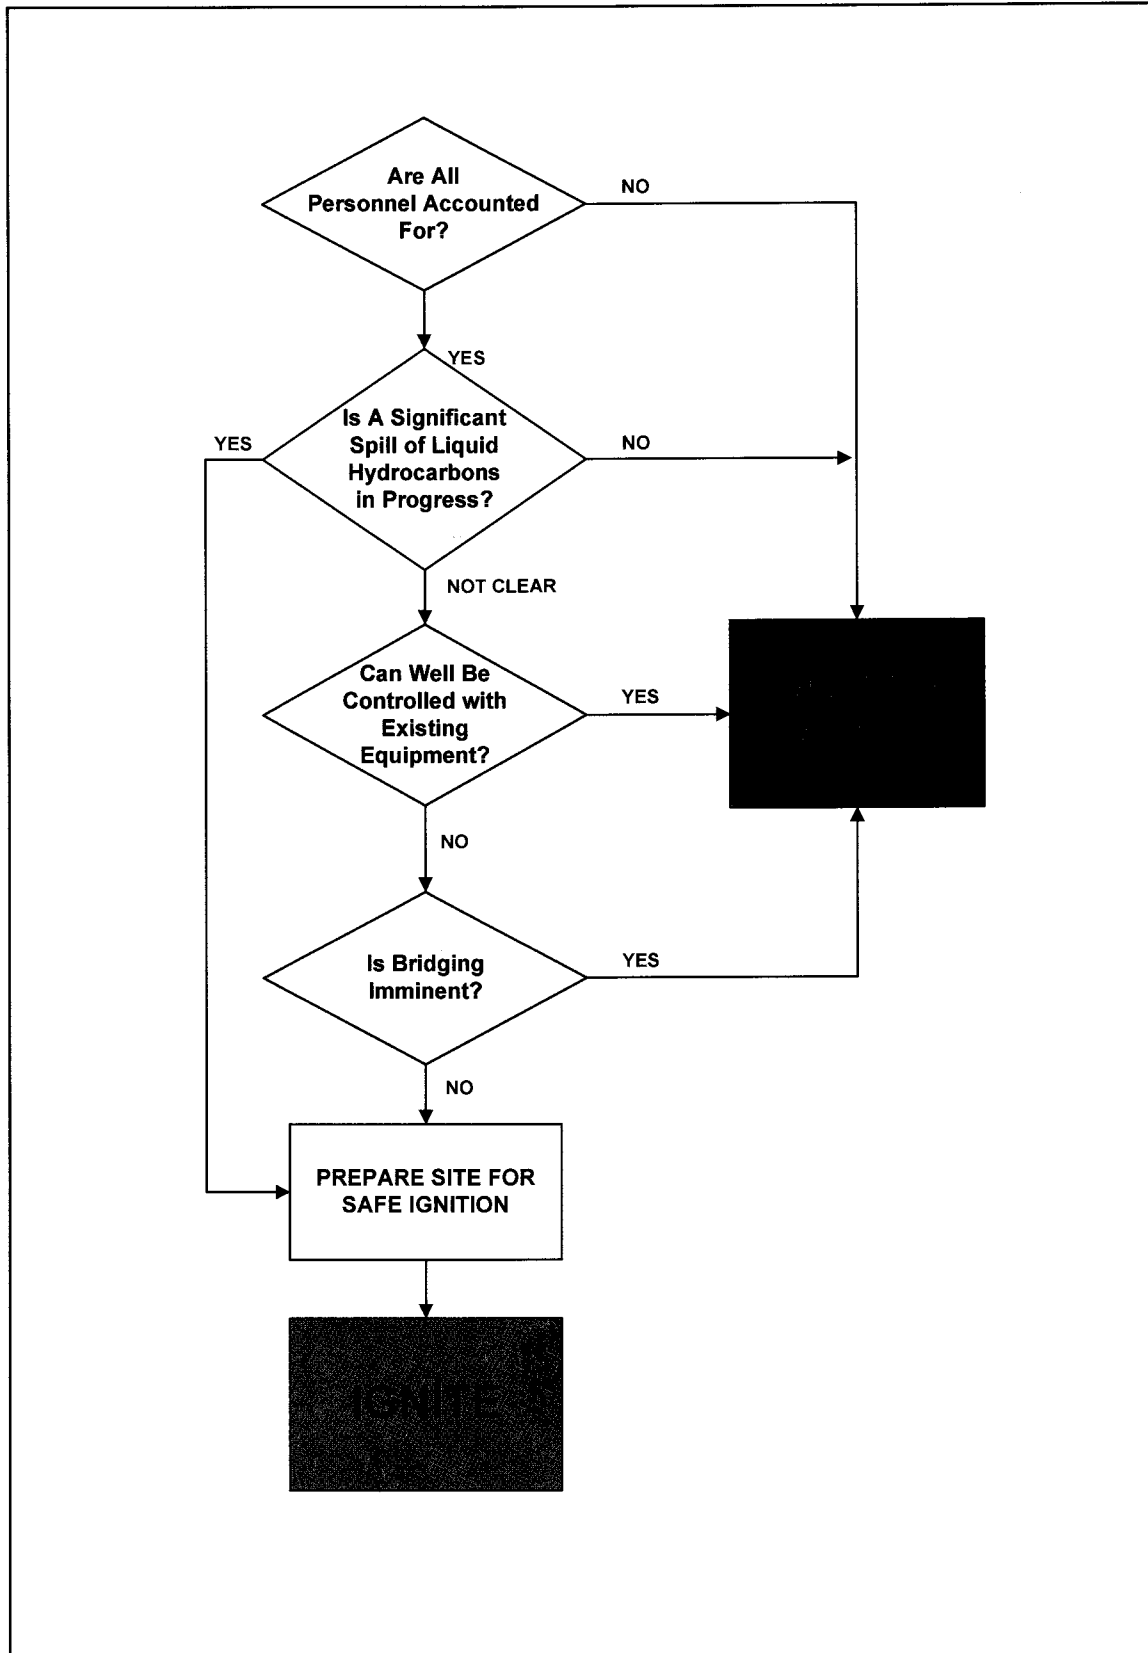 Are All
Personnel Accounted
For?
NO
YES
Is A Significant
Spill of Liquid
Hydrocarbons
in Progress?
YES
NO
NOT CLEAR
Can Well Be
Controlled with
Existing
Equipment?
YES
NO
Is Bridging
Imminent?
YES
NO
PREPARE SITE FOR
SAFE IGNITION
IGNITE